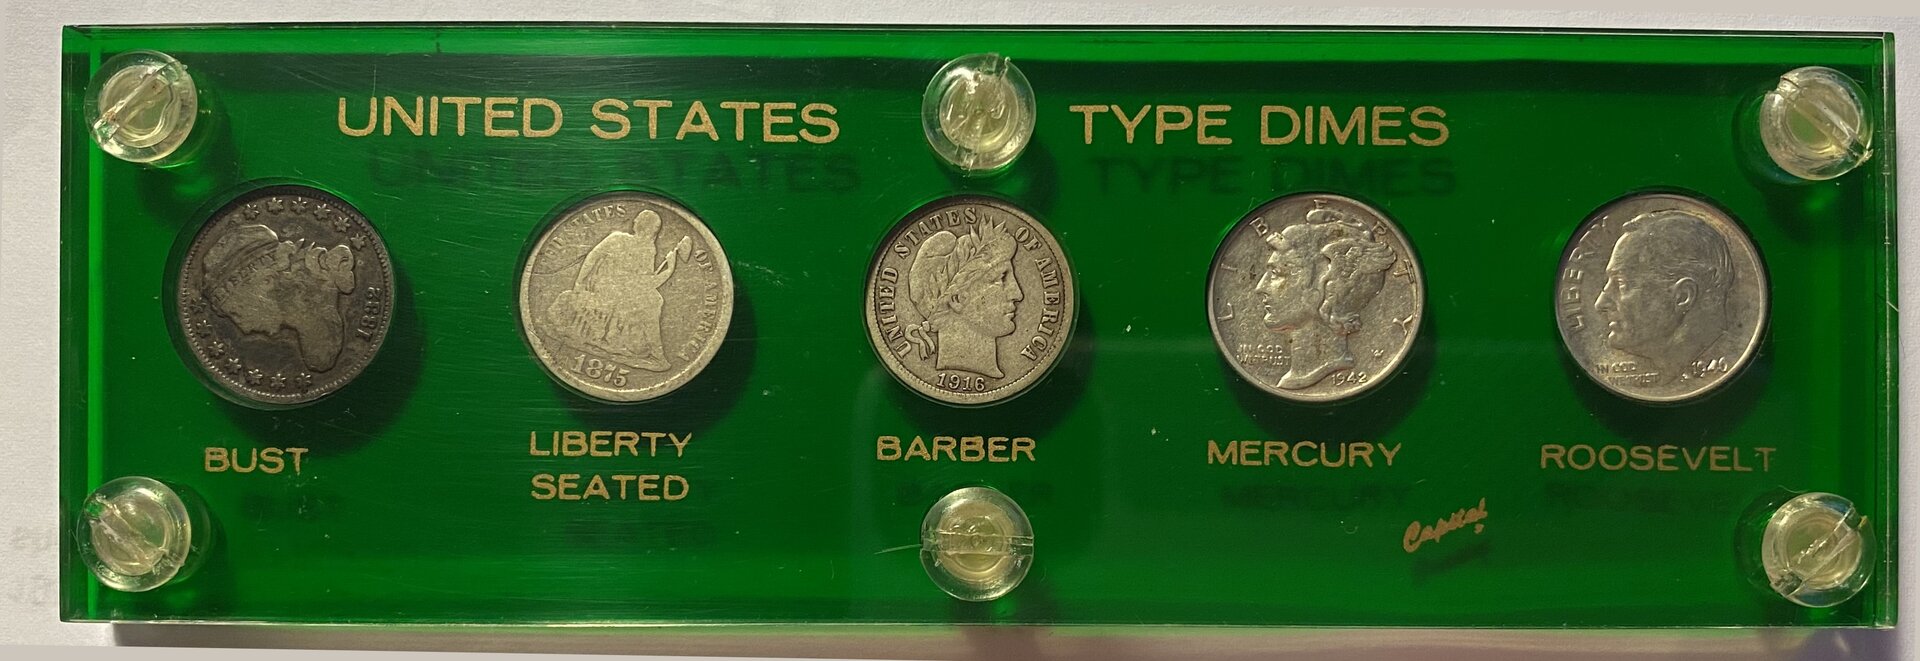 UNITED STATES TYPE DIMES
LIBERTY
1832
STATES OF AMERICA
1875
UNITED STATES OF AMERICA
1916
LIBERTY
IN GOD
WE TRUST
1942
LIBERTY
IN GOD
WE TRUST
1946
BUST
LIBERTY
SEATED
BARBER
MERCURY
ROOSEVELT
Capital